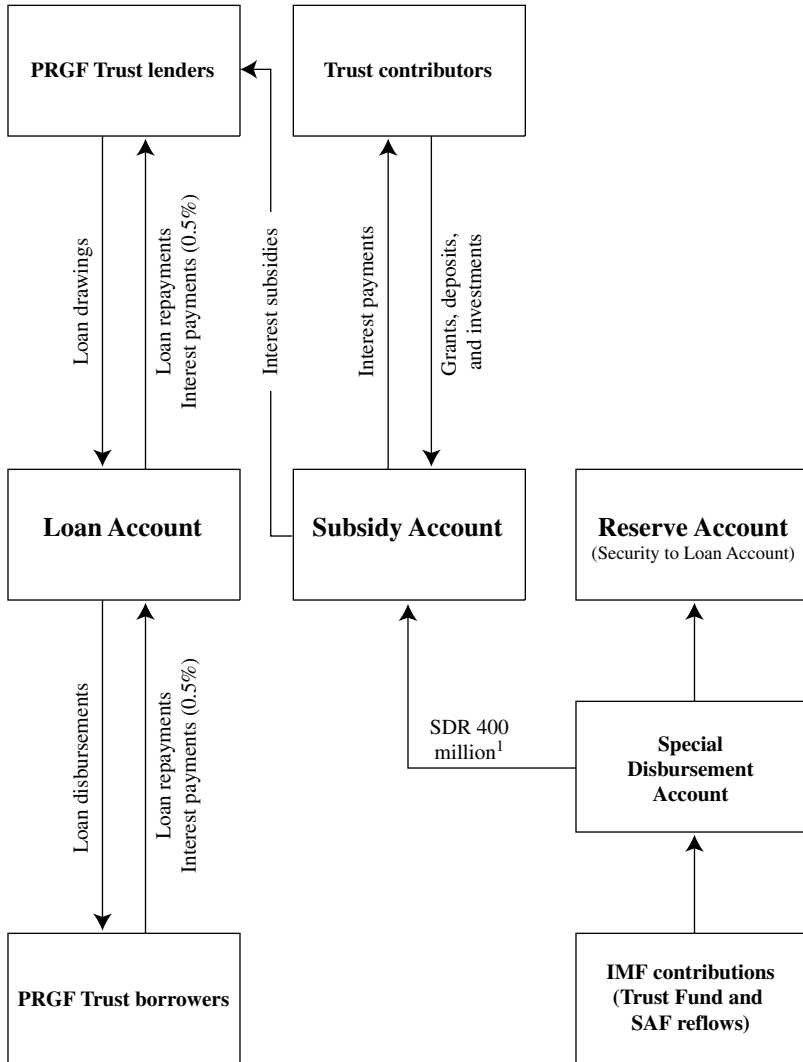 PRGF Trust lenders
Trust contributors
Loan drawings
Loan repayments
Interest payments (0.5%)
Interest subsidies
Interest payments
Grants, deposits,
and investments
Loan Account
Subsidy Account
Reserve Account
(Security to Loan Account)
Loan disbursements
Loan repayments
Interest payments (0.5%)
SDR 400
million¹
Special
Disbursement
Account
PRGF Trust borrowers
IMF contributions
(Trust Fund and
SAF reflows)